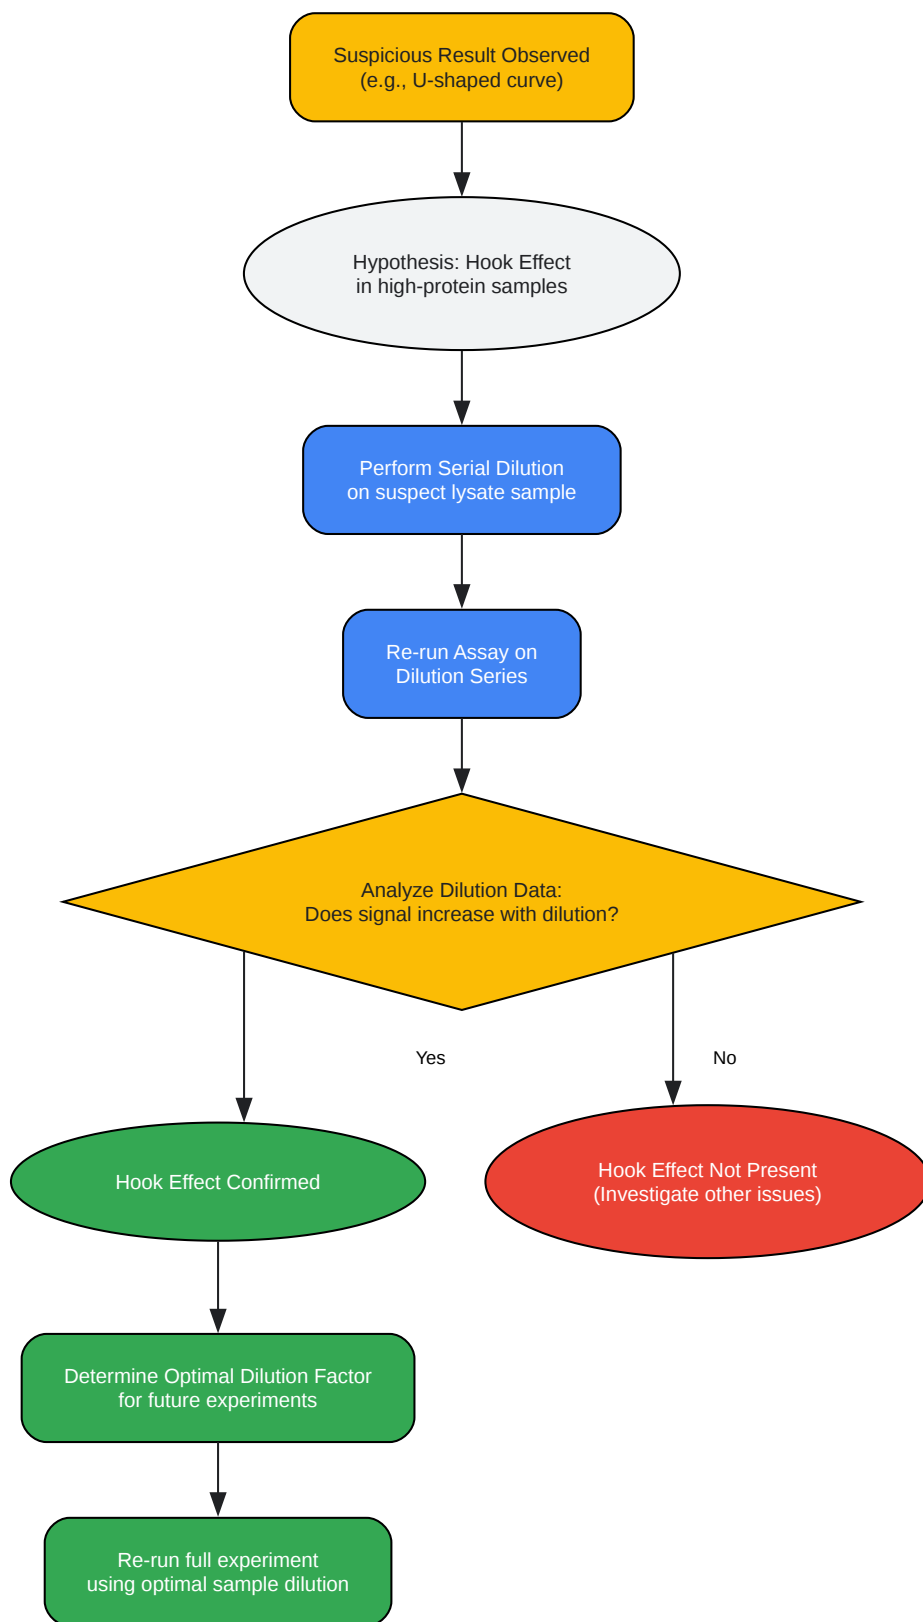 Suspicious Result Observed
(e.g., U-shaped curve)
Hypothesis: Hook Effect
in high-protein samples
Perform Serial Dilution
on suspect lysate sample
Re-run Assay on
Dilution Series
Analyze Dilution Data:
Does signal increase with dilution?
Yes
No
Hook Effect Confirmed
Hook Effect Not Present
(Investigate other issues)
Determine Optimal Dilution Factor
for future experiments
Re-run full experiment
using optimal sample dilution